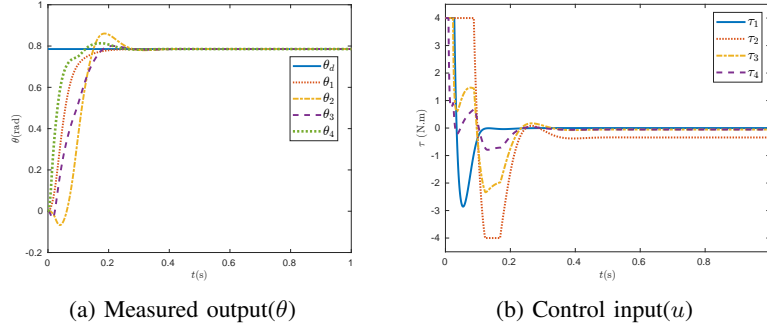 1
0.8
0.6
0.4
0.2
0
-0.2
θ(rad)
0 0.2 0.4 0.6 0.8 1
t(s)
θd
θ1
θ2
θ3
θ4
(a) Measured output(θ)
4
3
2
1
0
-1
-2
-3
-4
τ (N.m)
0 0.2 0.4 0.6 0.8
t(s)
τ1
τ2
τ3
τ4
(b) Control input(u)